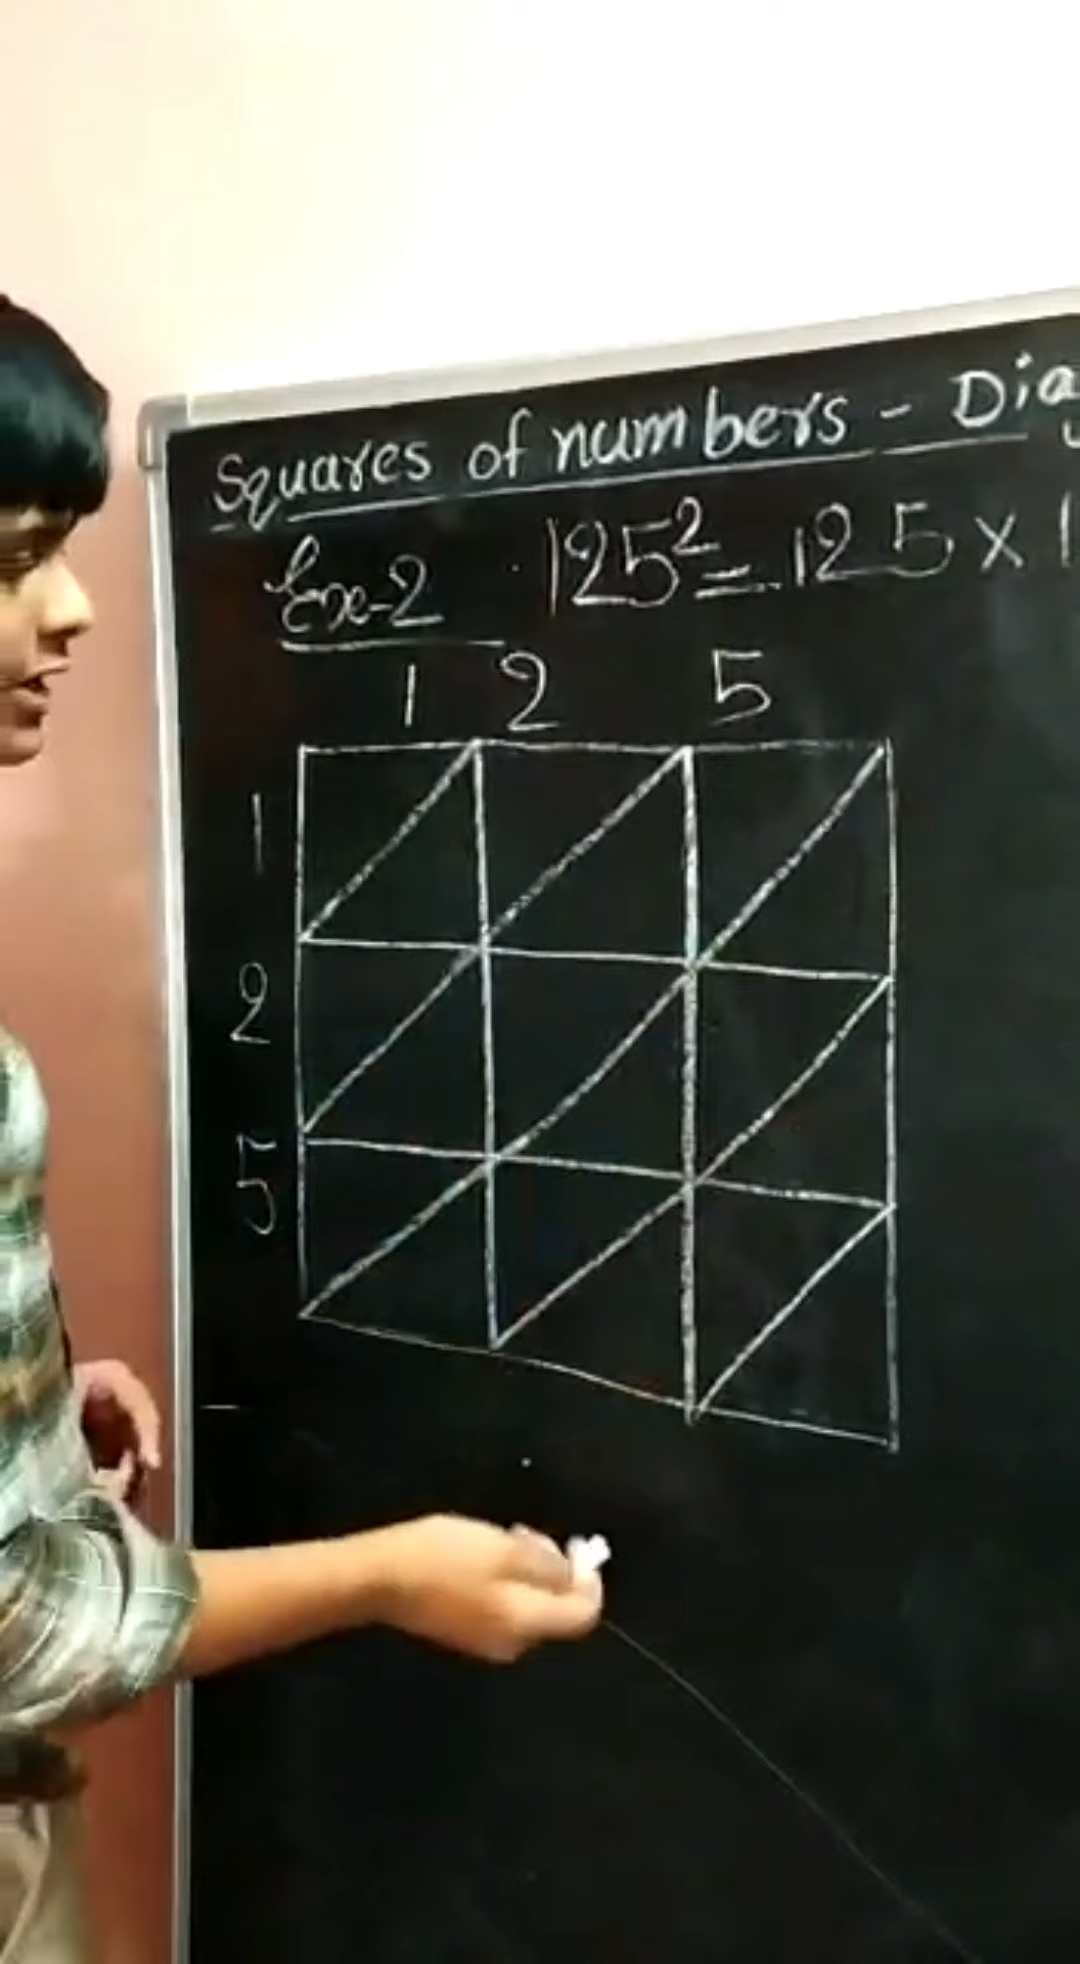 Squares of numbers - Dia
Ex-2 125² = 125 × 1
1 2 5
1
2
5